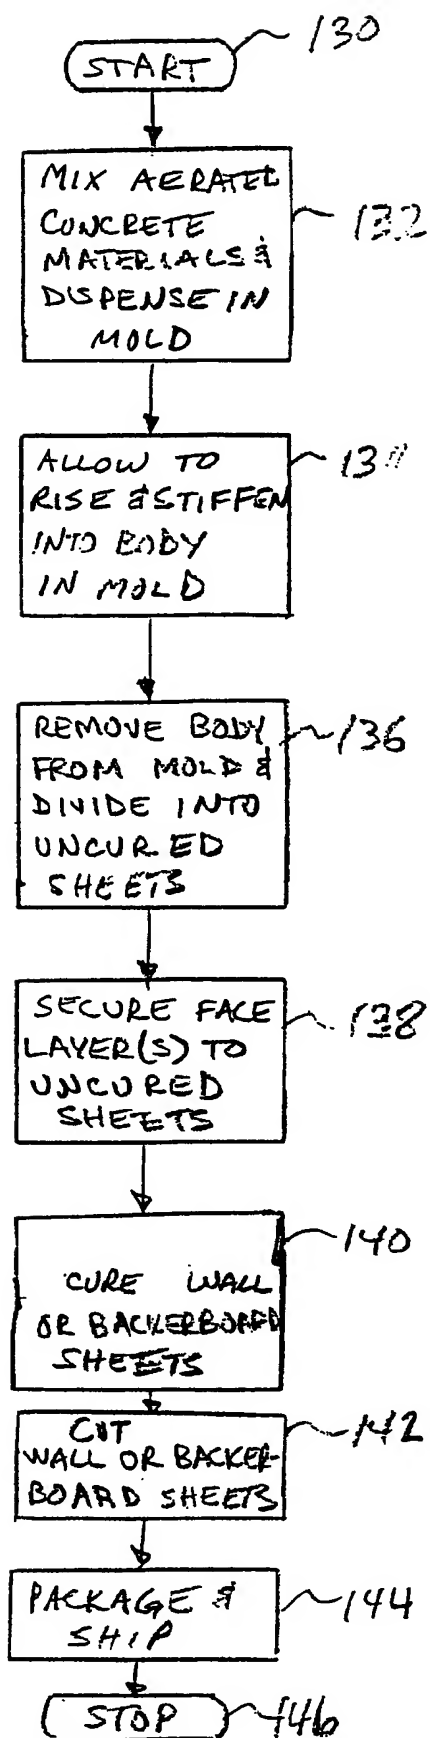 130
START
MIX AERATED
CONCRETE
MATERIALS &
DISPENSE IN
MOLD
132
ALLOW TO
RISE & STIFFEN
INTO BODY
IN MOLD
REMOVE BODY
FROM MOLD &
DIVIDE INTO
UNCURED
SHEETS
136
SECURE FACE
LAYER(S) TO
UNCURED
SHEETS
138
CURE WALL
OR BACKERBOARD
SHEETS
140
CUT
WALL OR BACKER-
BOARD SHEETS
142
PACKAGE &
SHIP
144
STOP
146